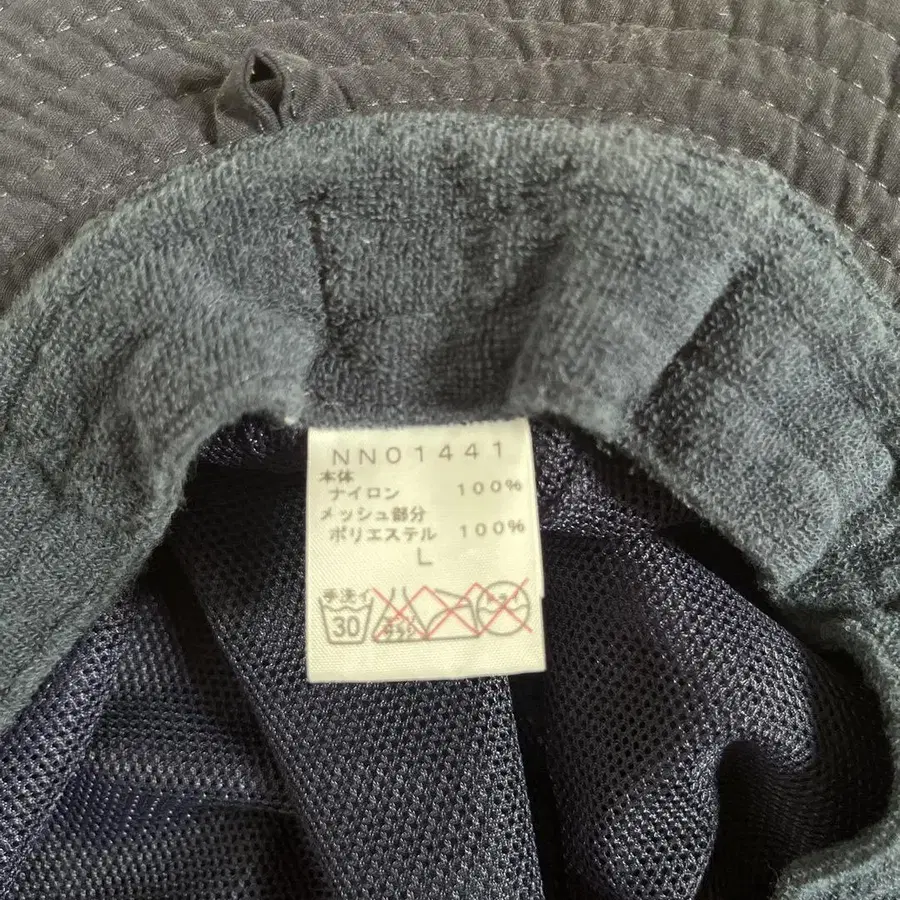 NN01441
本体
ナイロン 100%
メッシュ部分
ポリエステル 100%
L
手洗イ
30